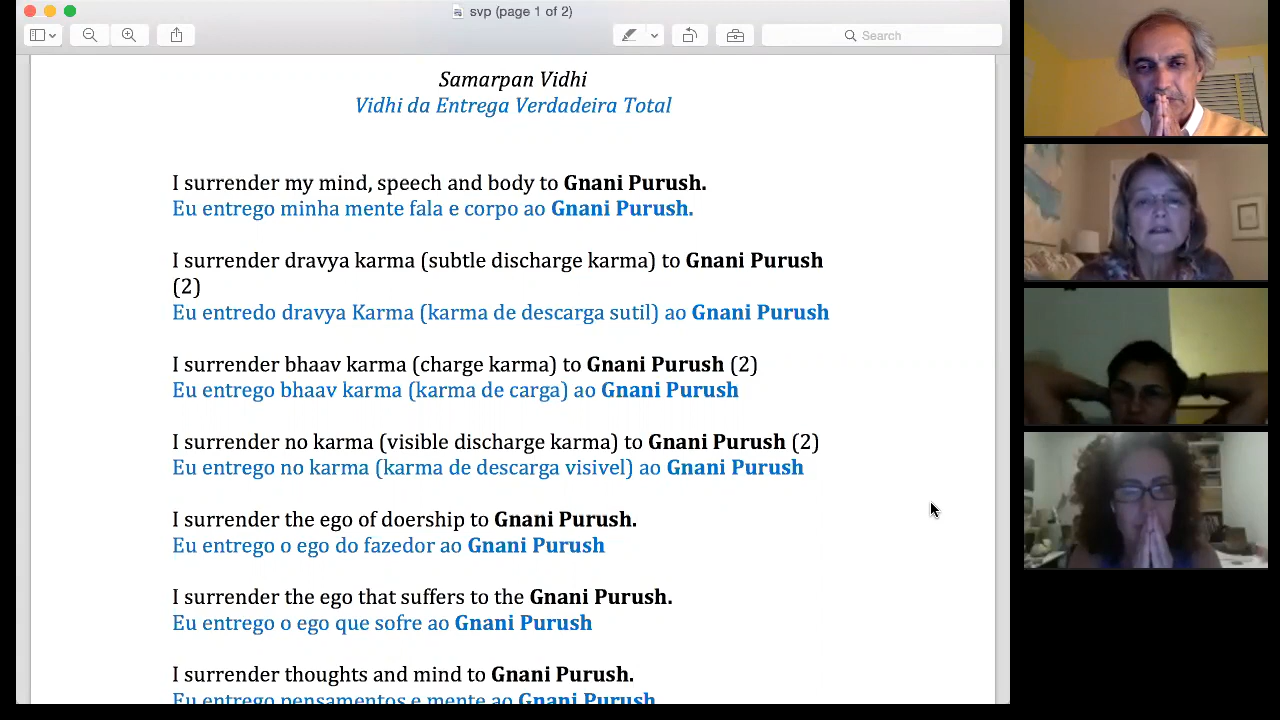 svp (page 1 of 2)
Search
Samarpan Vidhi
Vidhi da Entrega Verdadeira Total
I surrender my mind, speech and body to Gnani Purush.
Eu entrego minha mente fala e corpo ao Gnani Purush.
I surrender dravya karma (subtle discharge karma) to Gnani Purush
(2)
Eu entredo dravya Karma (karma de descarga sutil) ao Gnani Purush
I surrender bhaav karma (charge karma) to Gnani Purush (2)
Eu entrego bhaav karma (karma de carga) ao Gnani Purush
I surrender no karma (visible discharge karma) to Gnani Purush (2)
Eu entrego no karma (karma de descarga visivel) ao Gnani Purush
I surrender the ego of doership to Gnani Purush.
Eu entrego o ego do fazedor ao Gnani Purush
I surrender the ego that suffers to the Gnani Purush.
Eu entrego o ego que sofre ao Gnani Purush
I surrender thoughts and mind to Gnani Purush.
Eu entrego pensamentos e mente ao Gnani Purush